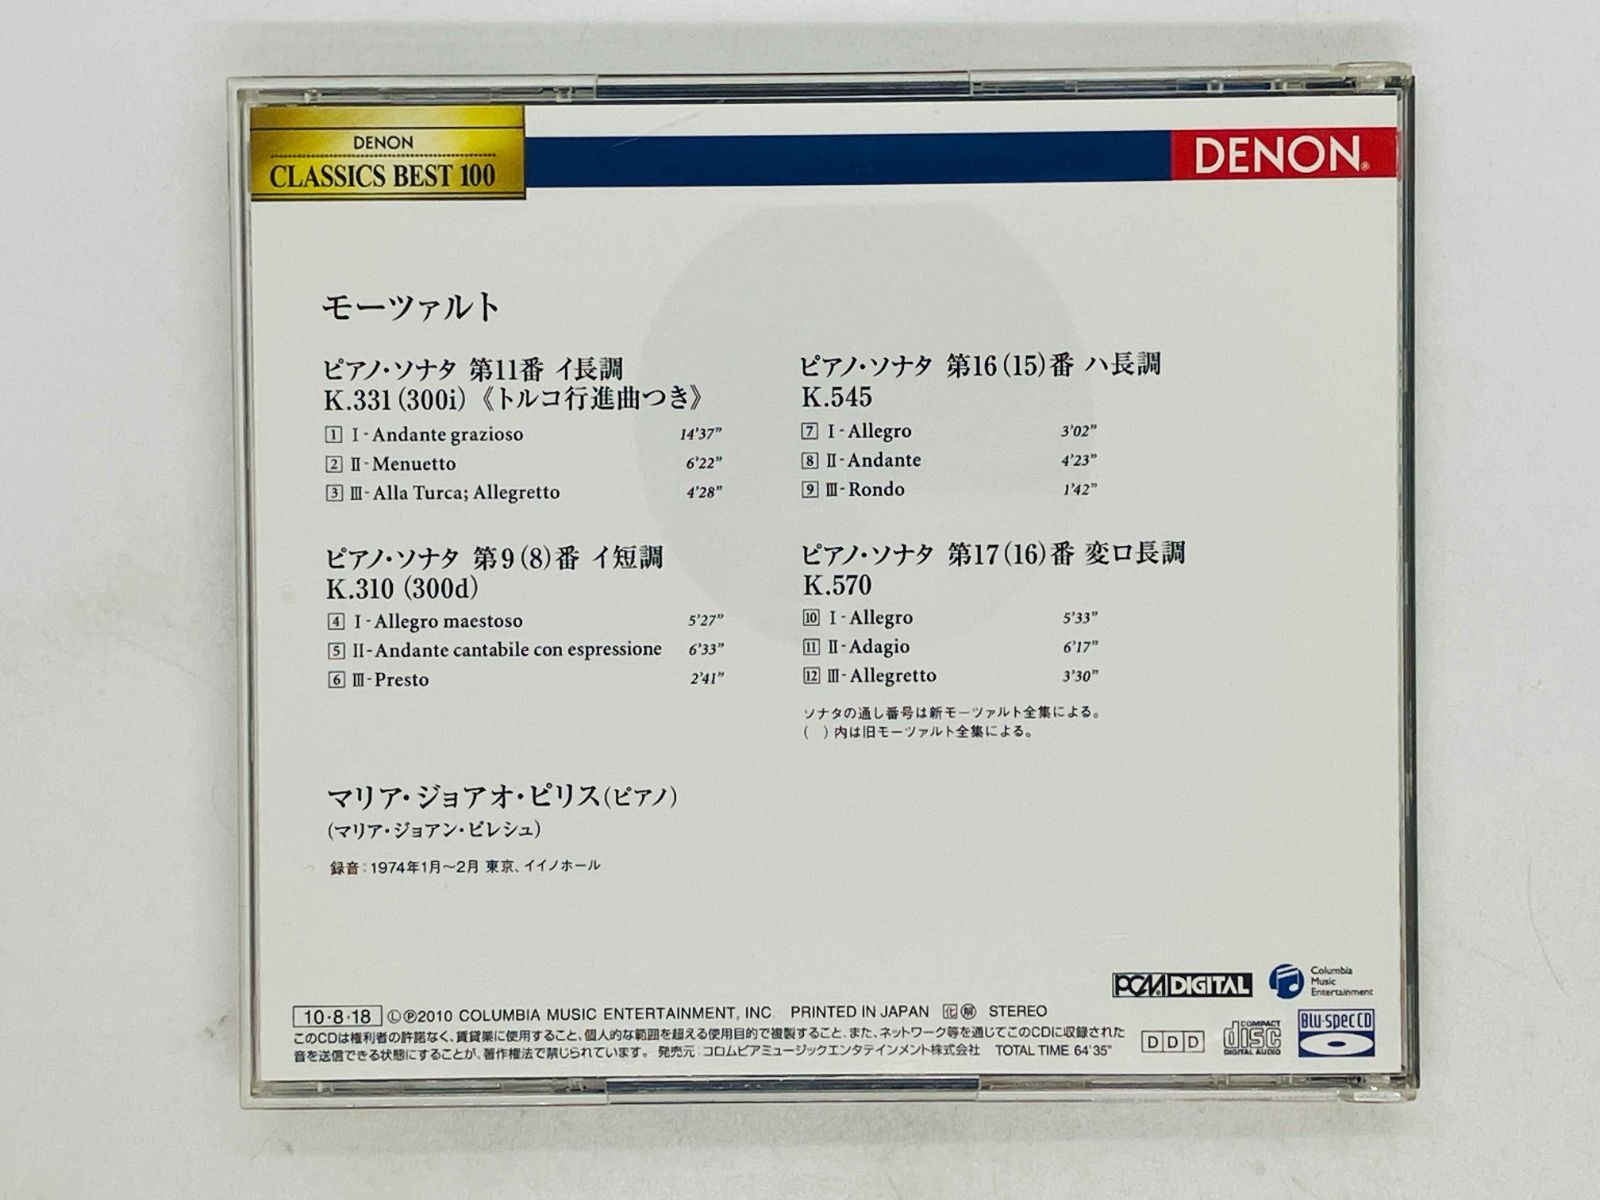 DENON
CLASSICS BEST 100
DENON®
モーツァルト
ピアノ・ソナタ 第11番 イ長調
K.331(300i)《トルコ行進曲つき》
1 I-Andante grazioso 14'37"
2 II-Menuetto 6'22"
3 III-Alla Turca; Allegretto 4'28"
ピアノ・ソナタ 第9(8)番 イ短調
K.310 (300d)
4 I-Allegro maestoso 5'27"
5 II-Andante cantabile con espressione 6'33"
6 III-Presto 2'41"
ピアノ・ソナタ 第16(15)番 ハ長調
K.545
7 I-Allegro 3'02"
8 II-Andante 4'23"
9 III-Rondo 1'42"
ピアノ・ソナタ 第17(16)番 変ロ長調
K.570
10 I-Allegro 5'33"
11 II-Adagio 6'17"
12 III-Allegretto 3'30"
ソナタの通し番号は新モーツァルト全集による。
( )内は旧モーツァルト全集による。
マリア・ジョアオ・ピリス(ピアノ)
(マリア・ジョアン・ピレシュ)
録音:1974年1月〜2月 東京、イイノホール
PCM DIGITAL
Columbia
Music
Entertainment
10・8・18 ⓁⓅ2010 COLUMBIA MUSIC ENTERTAINMENT, INC. PRINTED IN JAPAN STEREO
このCDは権利者の許諾なく、賃貸業に使用すること、個人的な範囲を超える使用目的で複製すること、また、ネットワーク等を通じてこのCDに収録された
音を送信できる状態にすることが、著作権法で禁じられています。 発売元:コロムビアミュージックエンタテインメント株式会社 TOTAL TIME 64'35"
DDD
COMPACT
disc
DIGITAL AUDIO
Blu-specCD